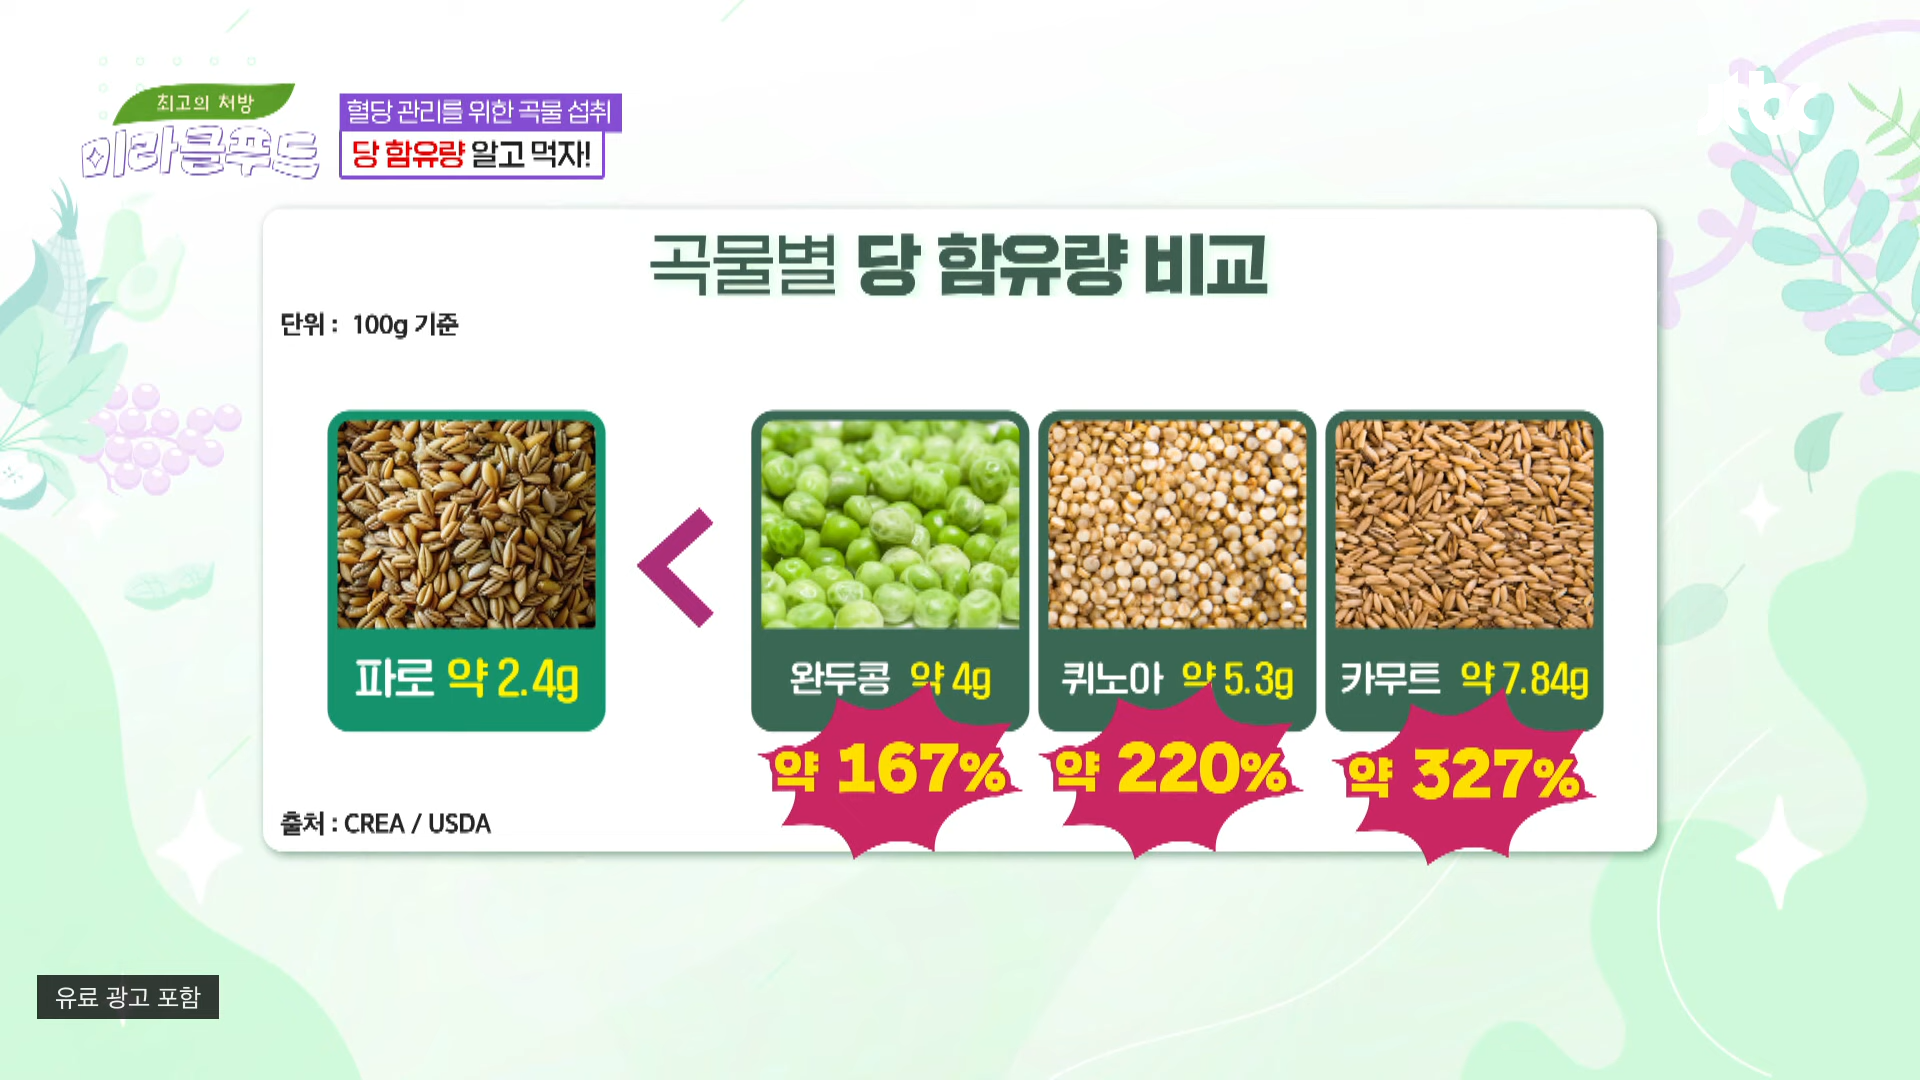 최고의 처방
미라클푸드
혈당 관리를 위한 곡물 섭취
당 함유량 알고 먹자!
jtbc
곡물별 당 함유량 비교
단위 : 100g 기준
파로 약 2.4g
완두콩 약 4g
퀴노아 약 5.3g
카무트 약 7.84g
약 167%
약 220%
약 327%
출처 : CREA / USDA
유료 광고 포함